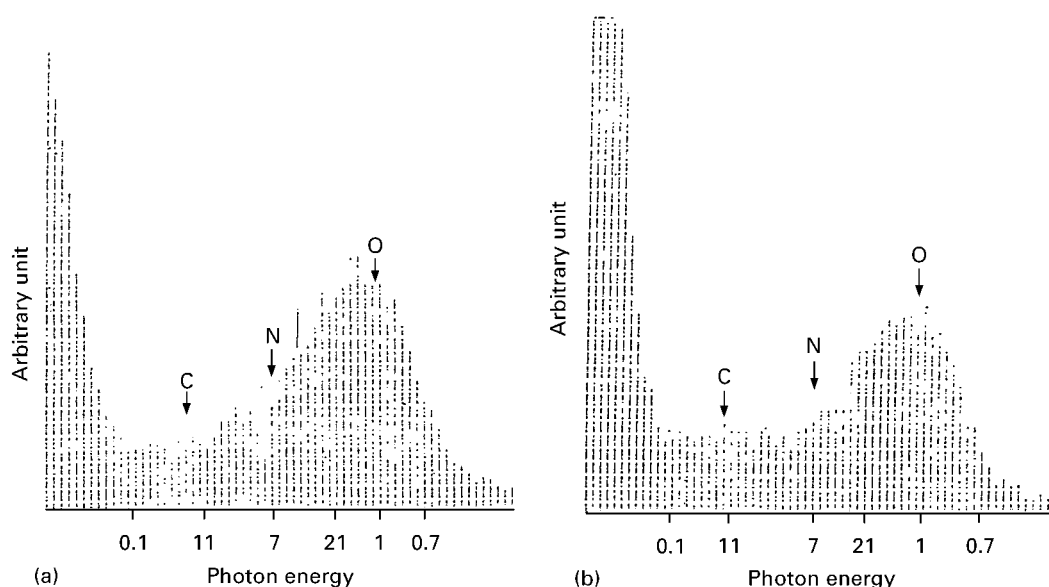 Arbitrary unit
C
N
O
0.1 11 7 21 1 0.7
(a) Photon energy
Arbitrary unit
C
N
O
0.1 11 7 21 1 0.7
(b) Photon energy